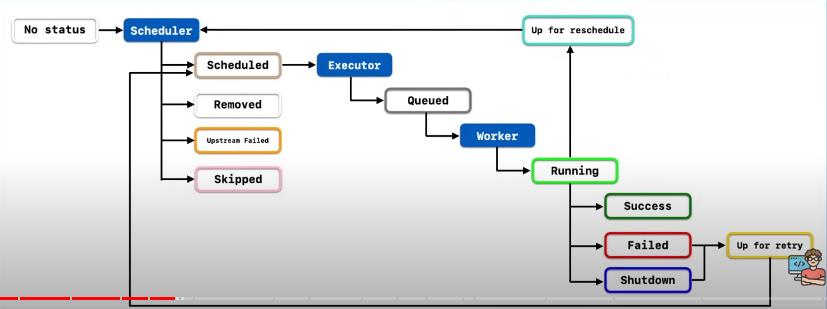 No status
Scheduler
Up for reschedule
Scheduled
Executor
Removed
Queued
Upstream Failed
Worker
Skipped
Running
Success
Failed
Up for retry
Shutdown
</>